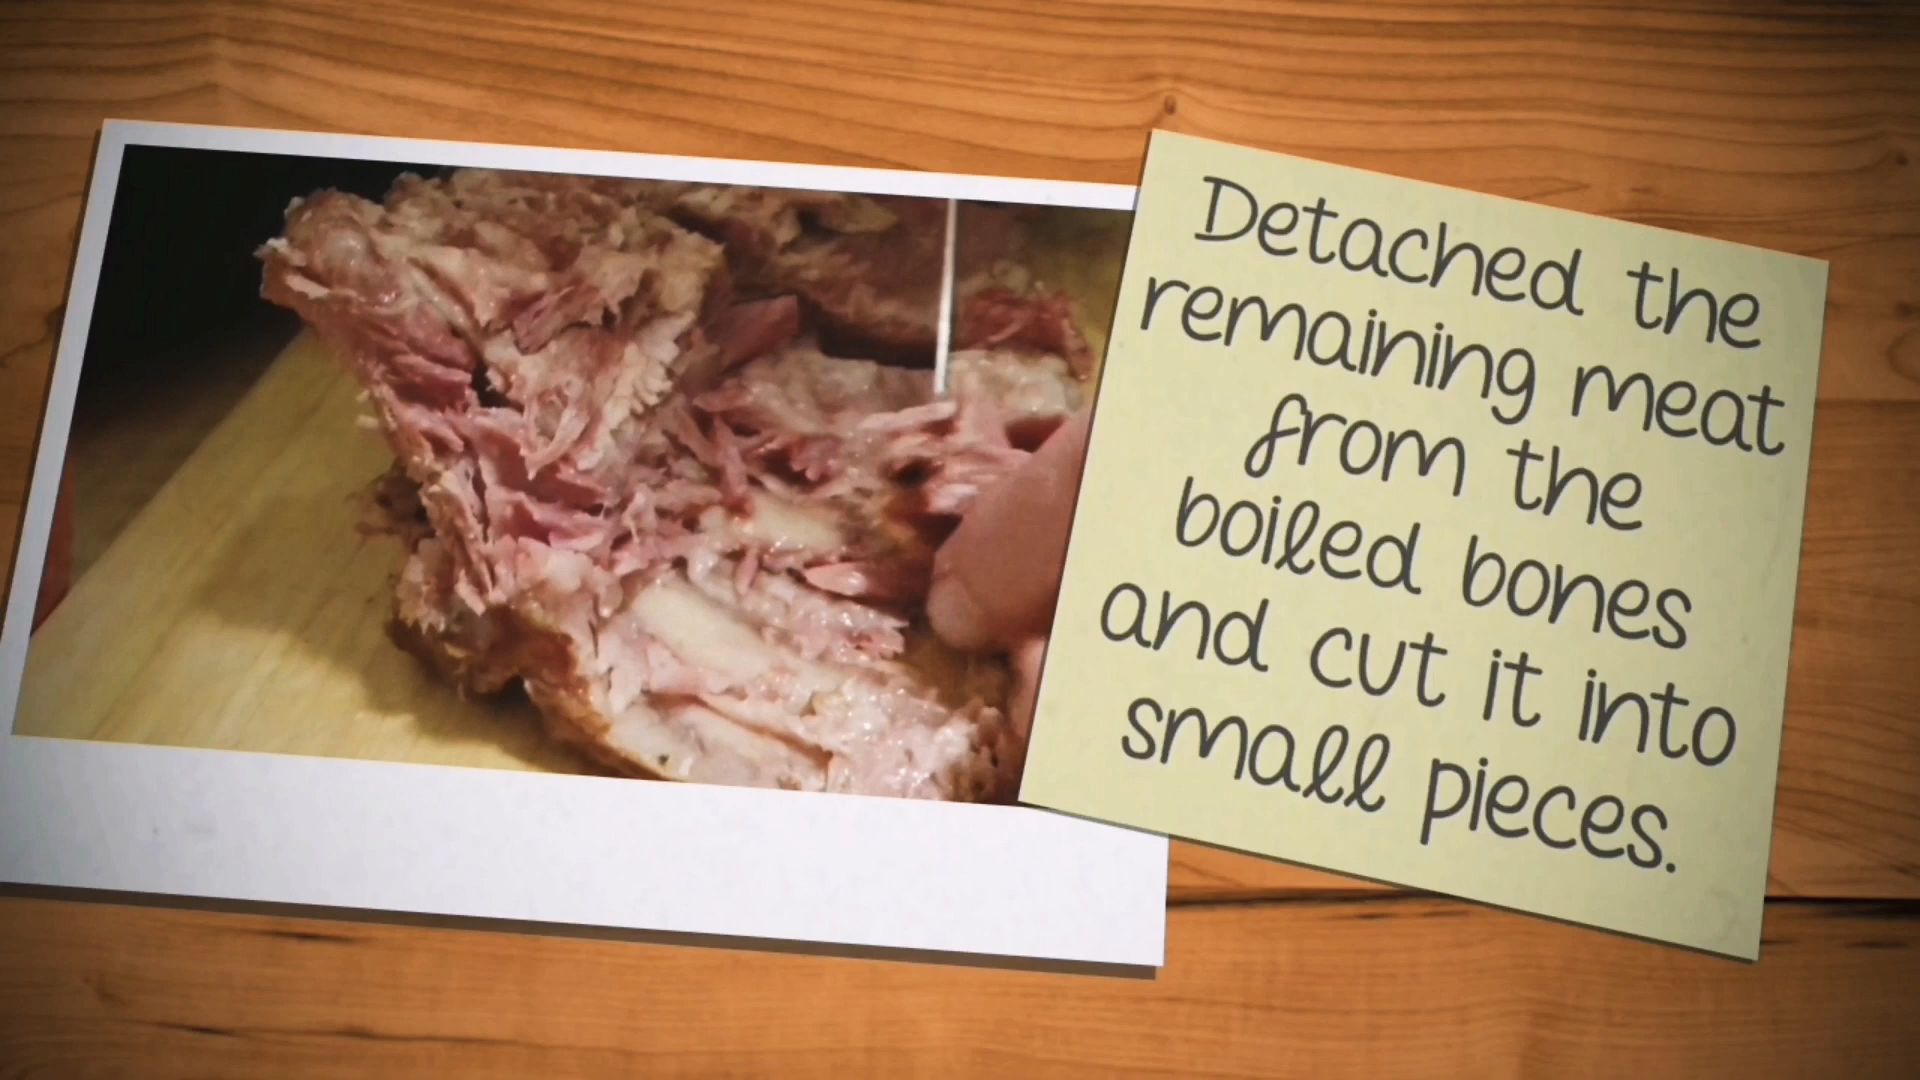 Detached the
remaining meat
from the
boiled bones
and cut it into
small pieces.